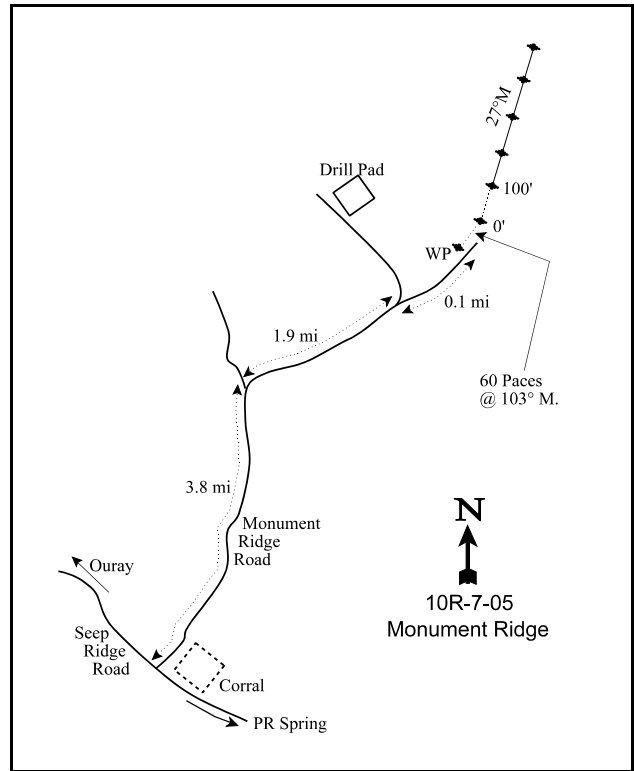 27°M
Drill Pad
100'
0'
WP
0.1 mi
1.9 mi
60 Paces
@ 103° M.
3.8 mi
N
Monument
Ridge
Road
Ouray
10R-7-05
Monument Ridge
Seep
Ridge
Road
Corral
PR Spring